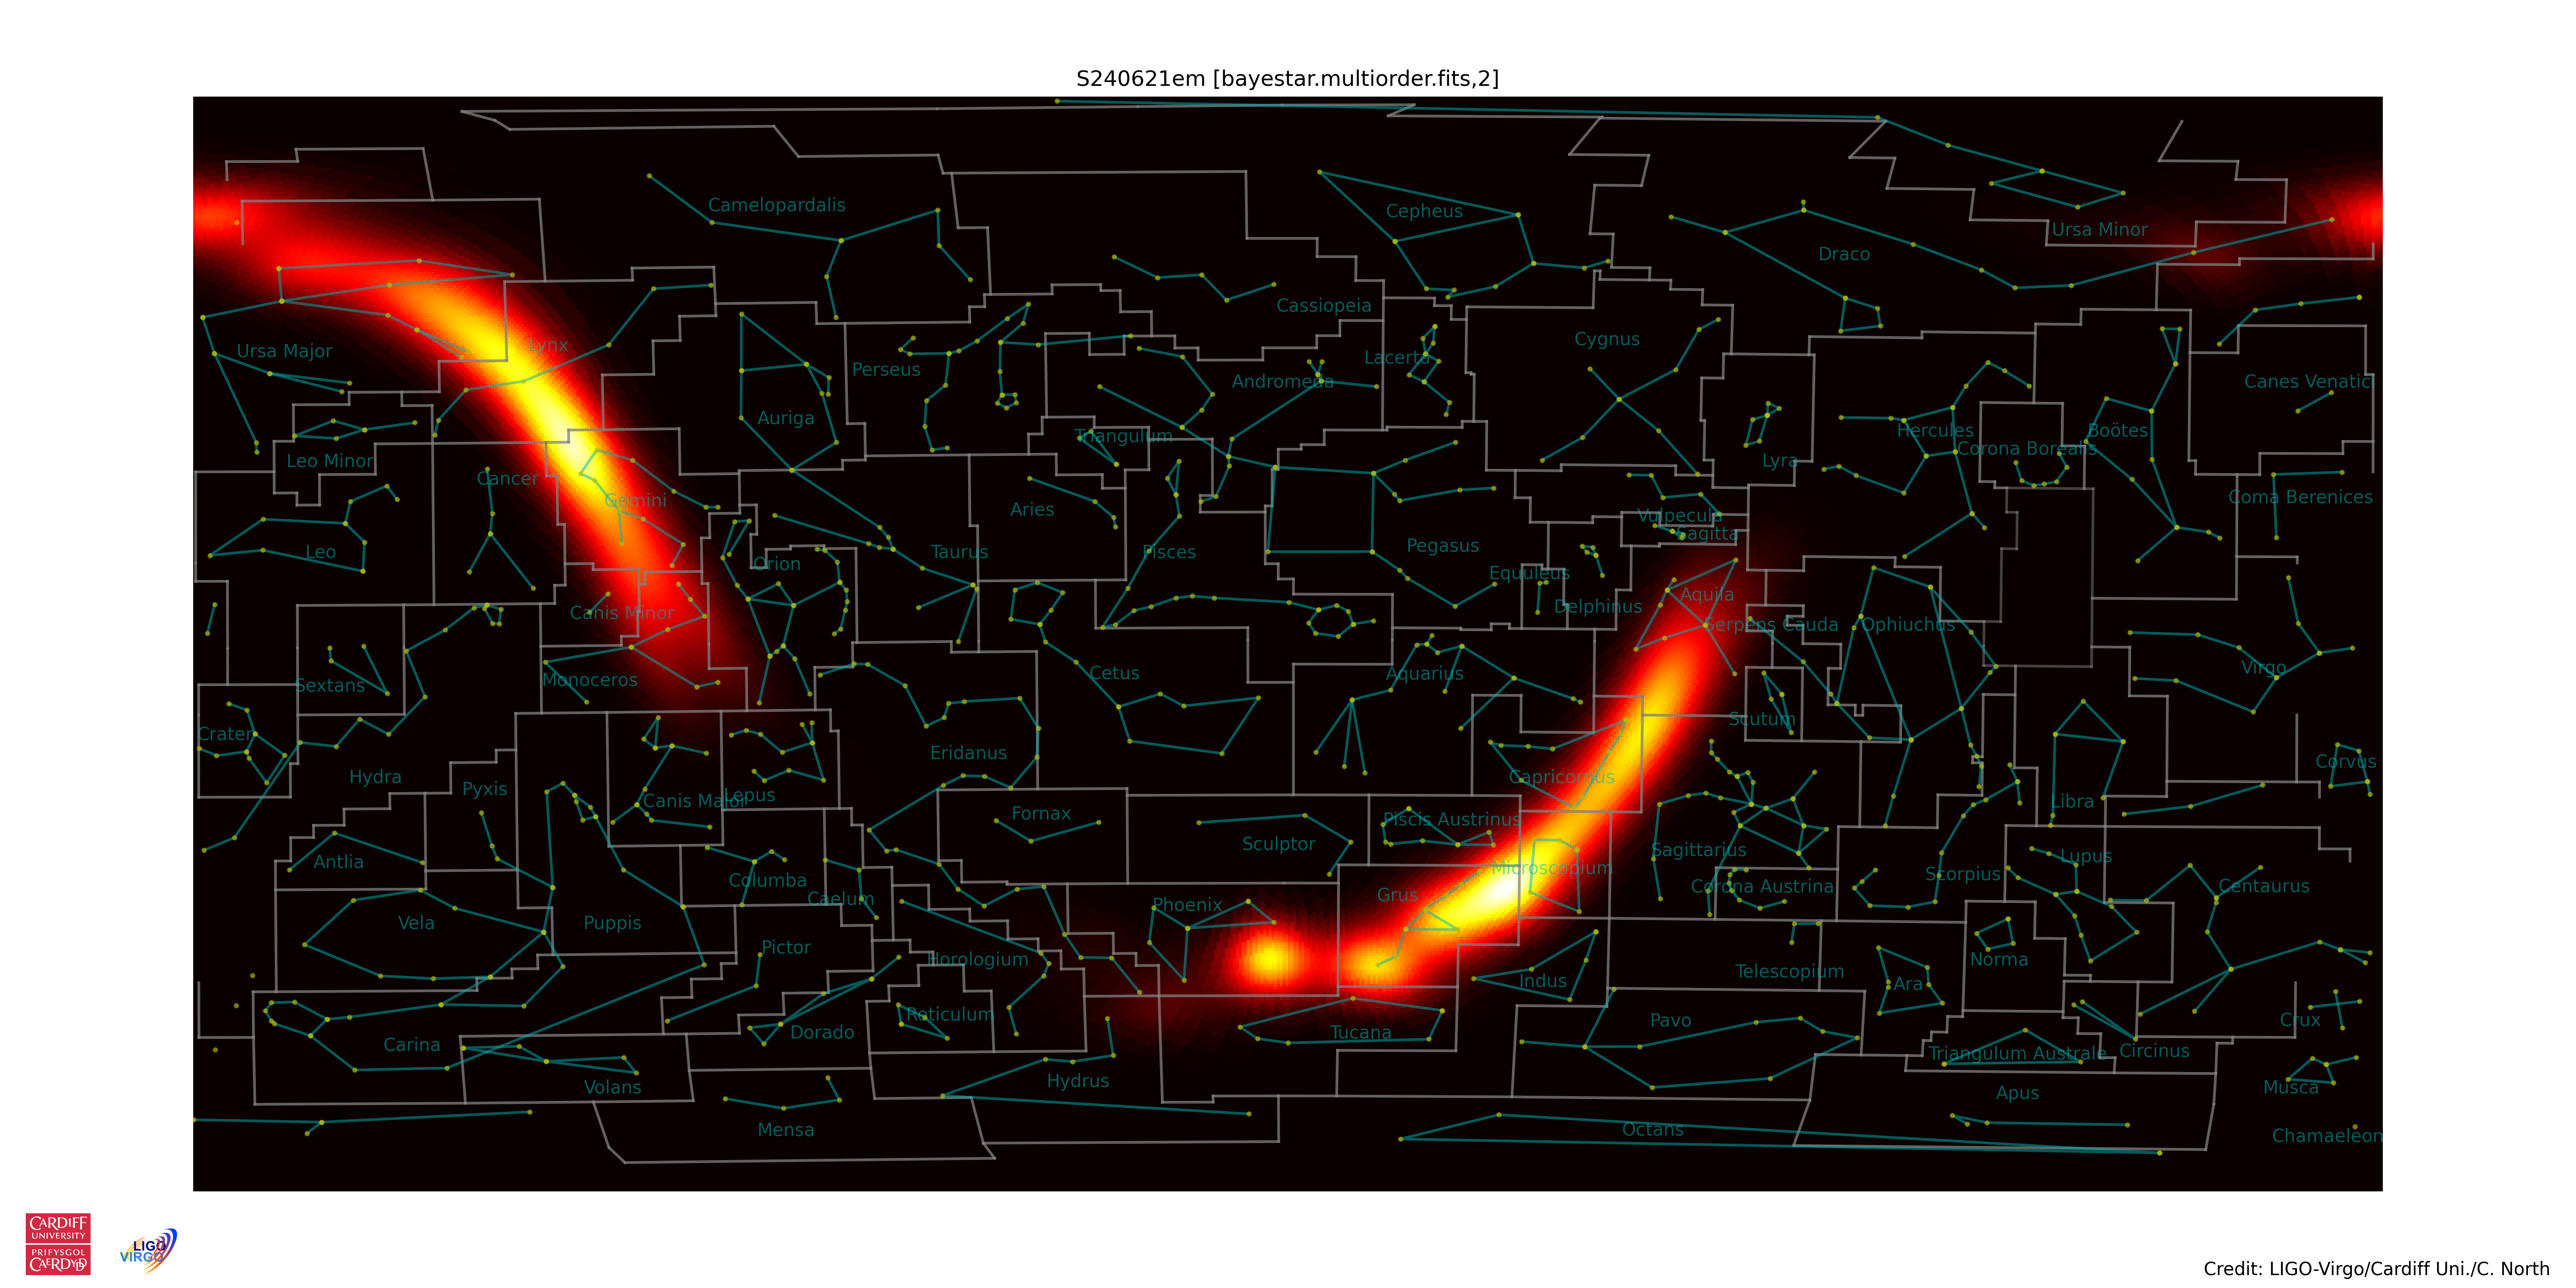 S240621em [bayestar.multiorder.fits,2]
Camelopardalis
Cepheus
Ursa Minor
Draco
Cassiopeia
Cygnus
Lynx
Ursa Major
Lacerta
Perseus
Andromeda
Canes Venatici
Auriga
Triangulum
Hercules
Boötes
Corona Borealis
Leo Minor
Lyra
Cancer
Gemini
Coma Berenices
Aries
Vulpecula
Sagitta
Leo
Taurus
Pisces
Pegasus
Orion
Equuleus
Aquila
Delphinus
Canis Minor
Serpens Cauda
Ophiuchus
Virgo
Cetus
Aquarius
Monoceros
Sextans
Scutum
Crater
Eridanus
Corvus
Hydra
Capricornus
Pyxis
Lepus
Canis Major
Libra
Fornax
Piscis Austrinus
Sculptor
Sagittarius
Lupus
Antlia
Microscopium
Scorpius
Columba
Corona Austrina
Centaurus
Grus
Caelum
Phoenix
Vela
Puppis
Pictor
Horologium
Norma
Telescopium
Indus
Ara
Reticulum
Pavo
Crux
Dorado
Tucana
Carina
Circinus
Triangulum Australe
Hydrus
Volans
Musca
Apus
Mensa
Octans
Chamaeleon
CARDIFF
UNIVERSITY
PRIFYSGOL
CAERDYDD
LIGO
VIRGO
Credit: LIGO-Virgo/Cardiff Uni./C. North